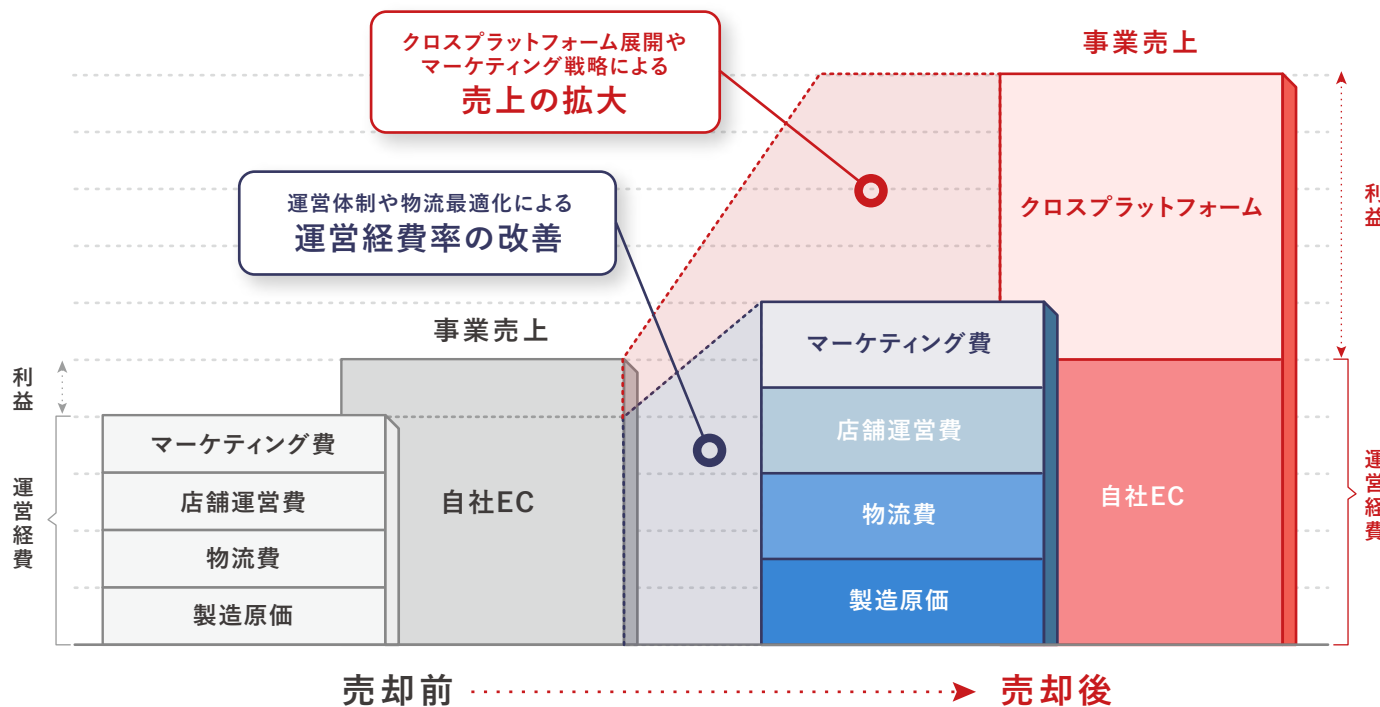 クロスプラットフォーム展開や
マーケティング戦略による
売上の拡大
事業売上
運営体制や物流最適化による
運営経費率の改善
クロスプラットフォーム
利益
事業売上
マーケティング費
利益
マーケティング費
店舗運営費
自社EC
店舗運営費
自社EC
運営経費
物流費
運営経費
物流費
製造原価
製造原価
売却前
売却後